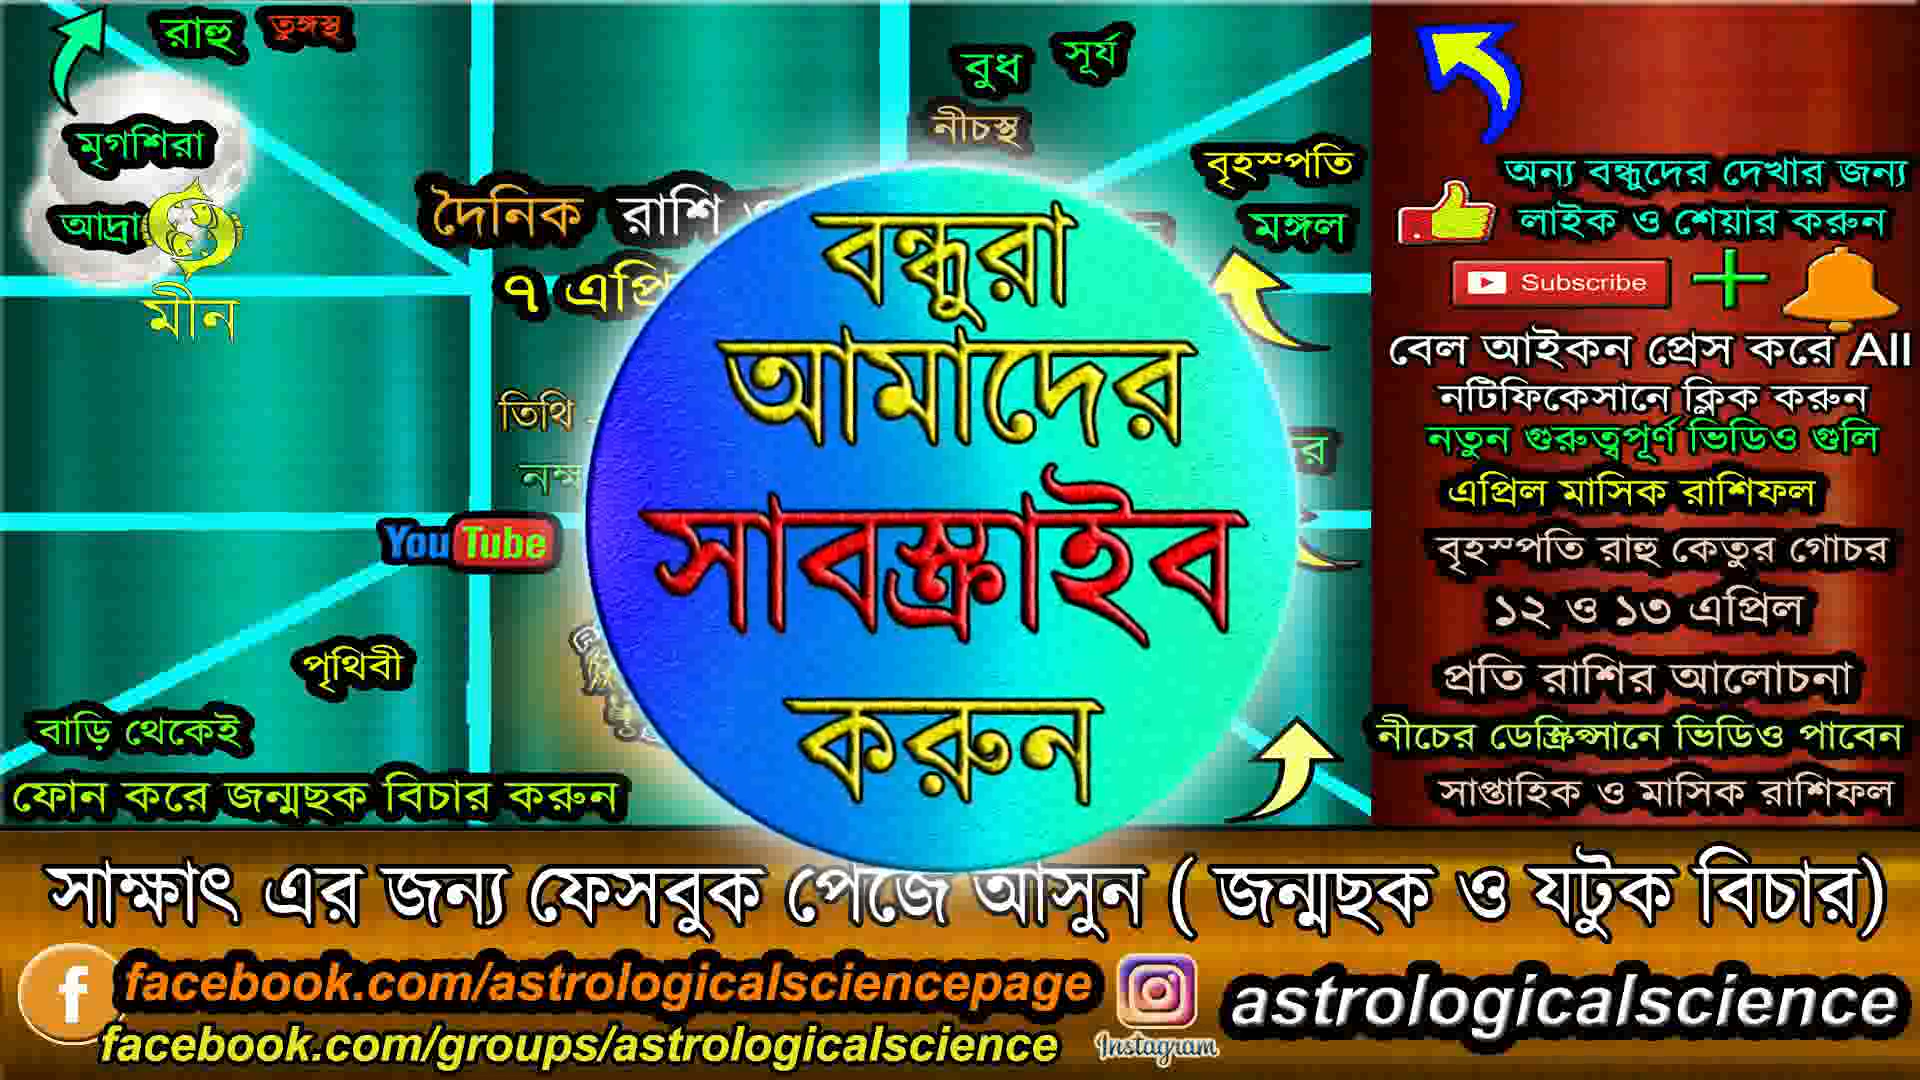 রাহু তুঙ্গস্থ
মৃগশিরা
আদ্রা
মীন
বুধ সূর্য
নীচস্থ
বৃহস্পতি
মঙ্গল
দৈনিক রাশি
৭ এপ্রি
তিথি
YouTube
পৃথিবী
বাড়ি থেকেই
ফোন করে জন্মছক বিচার করুন
বন্ধুরা
আমাদের
সাবস্ক্রাইব
করুন
অন্য বন্ধুদের দেখার জন্য
লাইক ও শেয়ার করুন
Subscribe
বেল আইকন প্রেস করে All
নটিফিকেসানে ক্লিক করুন
নতুন গুরুত্বপূর্ণ ভিডিও গুলি
এপ্রিল মাসিক রাশিফল
বৃহস্পতি রাহু কেতুর গোচর
১২ ও ১৩ এপ্রিল
প্রতি রাশির আলোচনা
নীচের ডেস্ক্রিপ্সানে ভিডিও পাবেন
সাপ্তাহিক ও মাসিক রাশিফল
সাক্ষাৎ এর জন্য ফেসবুক পেজে আসুন ( জন্মছক ও যটুক বিচার)
facebook.com/astrologicalsciencepage
facebook.com/groups/astrologicalscience
Instagram
astrologicalscience